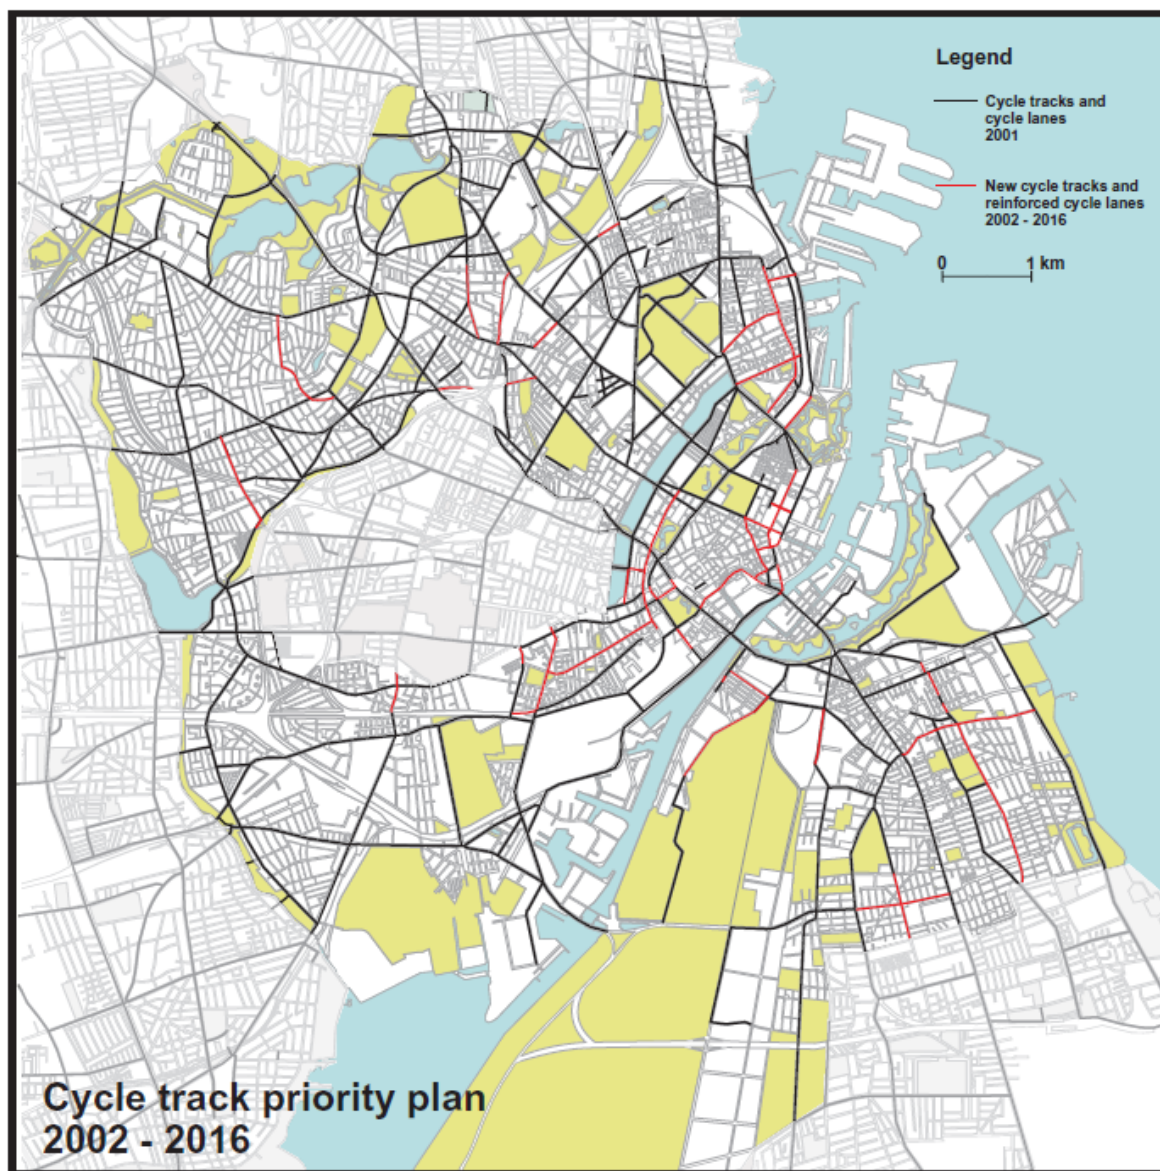 Legend
Cycle tracks and
cycle lanes
2001
New cycle tracks and
reinforced cycle lanes
2002 - 2016
0 1 km
Cycle track priority plan
2002 - 2016